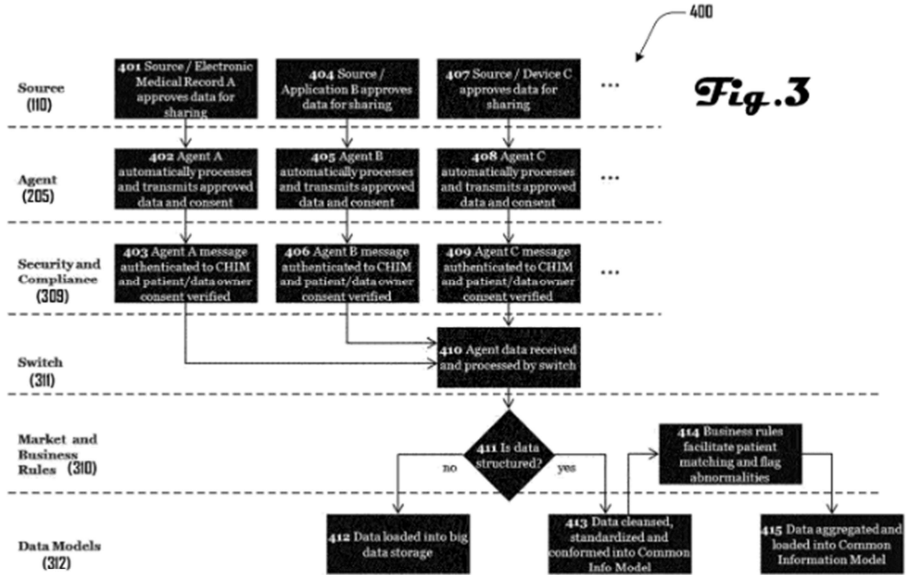 400
Fig.3
Source
(110)
401 Source / Electronic
Medical Record A
approves data for
sharing
404 Source /
Application B approves
data for sharing
407 Source / Device C
approves data for
sharing
...
Agent
(205)
402 Agent A
automatically processes
and transmits approved
data and consent
405 Agent B
automatically processes
and transmits approved
data and consent
408 Agent C
automatically processes
and transmits approved
data and consent
...
Security and
Compliance
(309)
403 Agent A message
authenticated to CHIM
and patient/data owner
consent verified
406 Agent B message
authenticated to CHIM
and patient/data owner
consent verified
409 Agent C message
authenticated to CHIM
and patient/data owner
consent verified
...
Switch
(311)
410 Agent data received
and processed by switch
Market and
Business
Rules (310)
411 Is data
structured?
no
yes
414 Business rules
facilitate patient
matching and flag
abnormalities
Data Models
(312)
412 Data loaded into big
data storage
413 Data cleansed,
standardized and
conformed into Common
Info Model
415 Data aggregated and
loaded into Common
Information Model